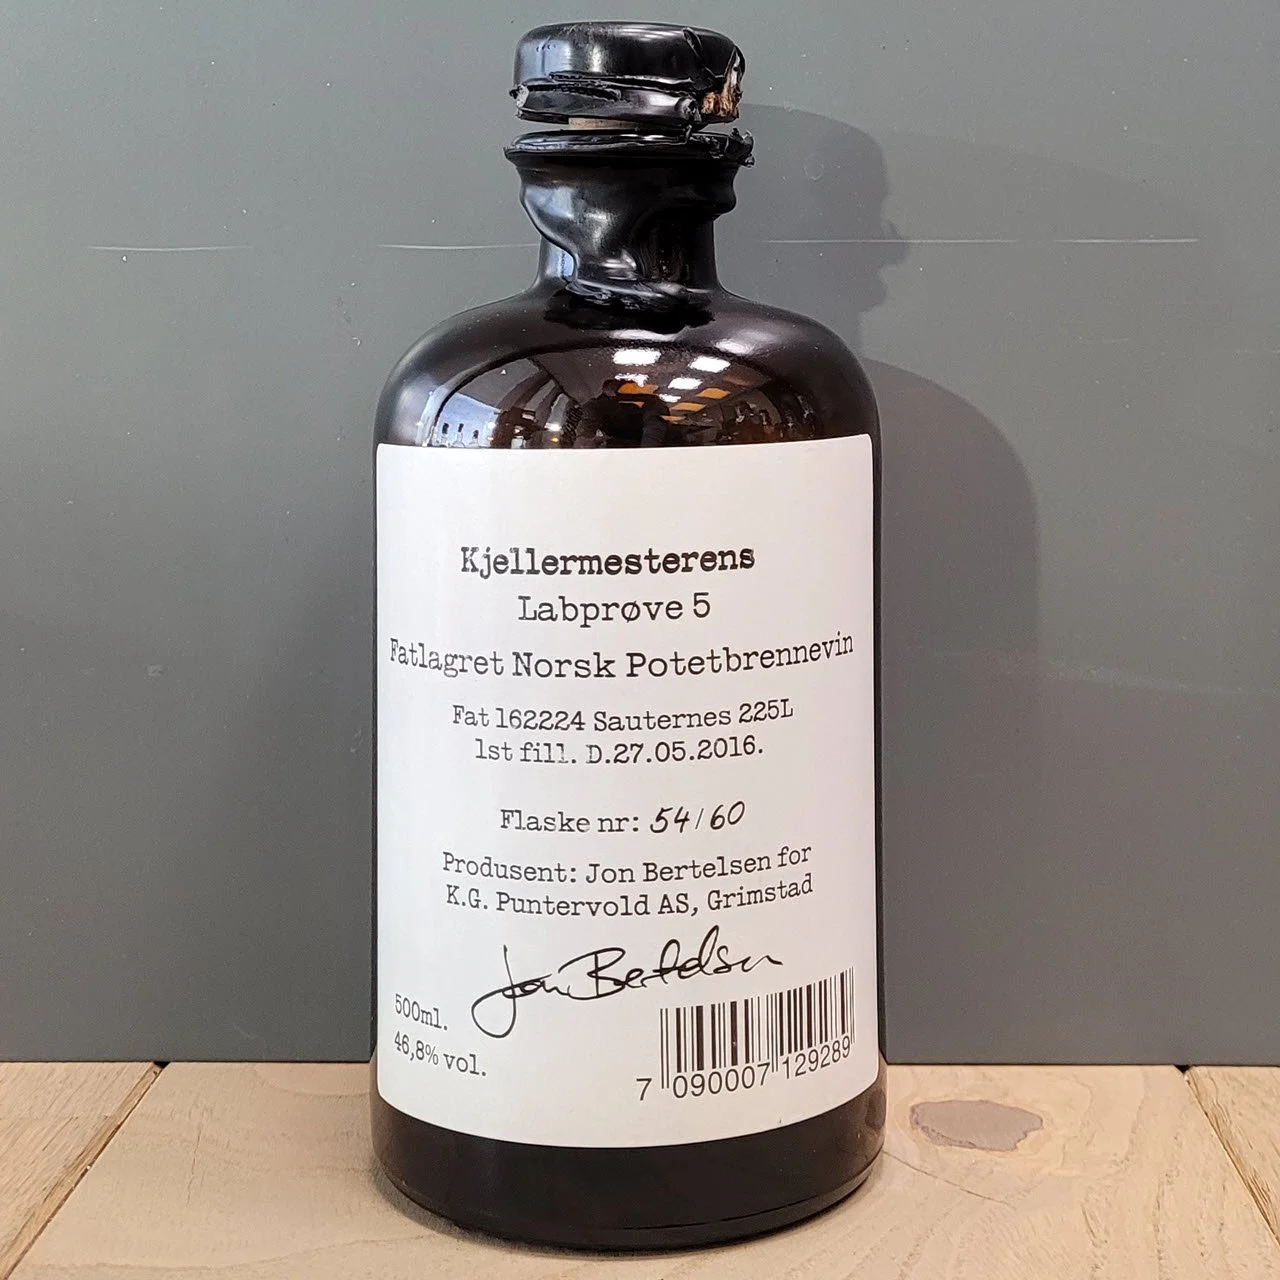 Kjellermesterens
Labprøve 5
Fatlagret Norsk Potetbrennevin
Fat 162224 Sauternes 225L
1st fill. D.27.05.2016.
Flaske nr: 54/60
Produsent: Jon Bertelsen for
K.G. Puntervold AS, Grimstad
Jon Bertelsen
500ml.
46,8% vol.
7 090007 129289